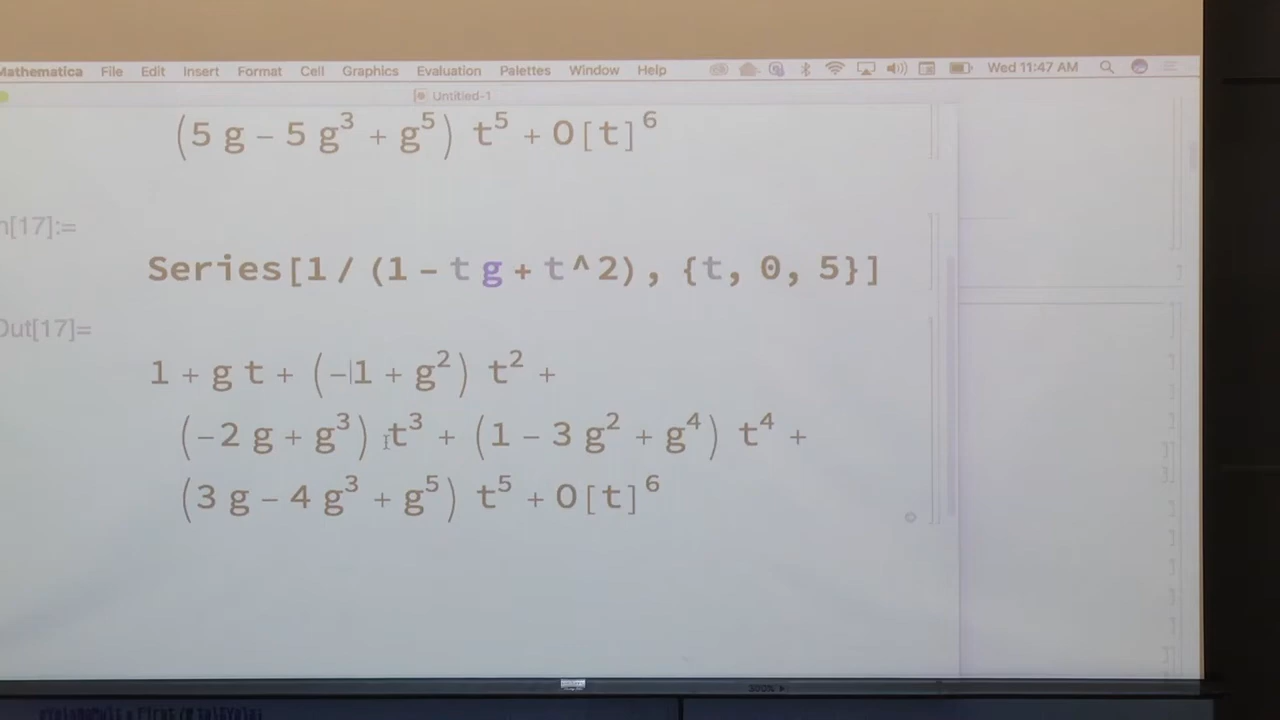 Mathematica File Edit Insert Format Cell Graphics Evaluation Palettes Window Help Wed 11:47 AM
Untitled-1
(5 g − 5 g³ + g⁵) t⁵ + O[t]⁶
n[17]:=
Series[1 / (1 - t g + t ^ 2), {t, 0, 5}]
Out[17]=
1 + g t + (-1 + g²) t² +
(-2 g + g³) t³ + (1 − 3 g² + g⁴) t⁴ +
(3 g − 4 g³ + g⁵) t⁵ + O[t]⁶